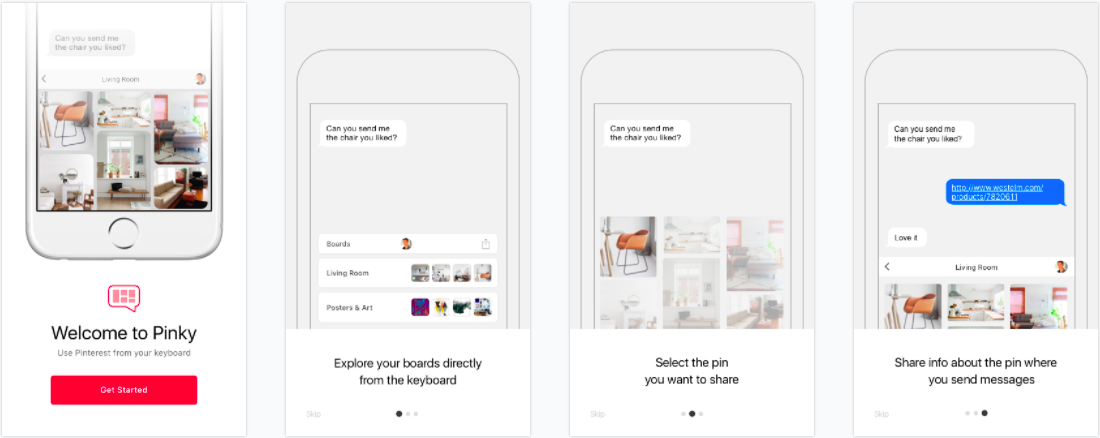 Can you send me
the chair you liked?
Living Room
Welcome to Pinky
Use Pinterest from your keyboard
Get Started
Can you send me
the chair you liked?
Boards
Living Room
Posters & Art
Explore your boards directly
from the keyboard
Skip
Can you send me
the chair you liked?
Select the pin
you want to share
Skip
Can you send me
the chair you liked?
http://www.westelm.com/
products/7820611
Love it
Living Room
Share info about the pin where
you send messages
Skip